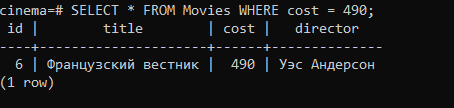 cinema=# SELECT * FROM Movies WHERE cost = 490;
 id |        title        | cost |   director
----+---------------------+------+--------------
  6 | Французский вестник |  490 | Уэс Андерсон
(1 row)